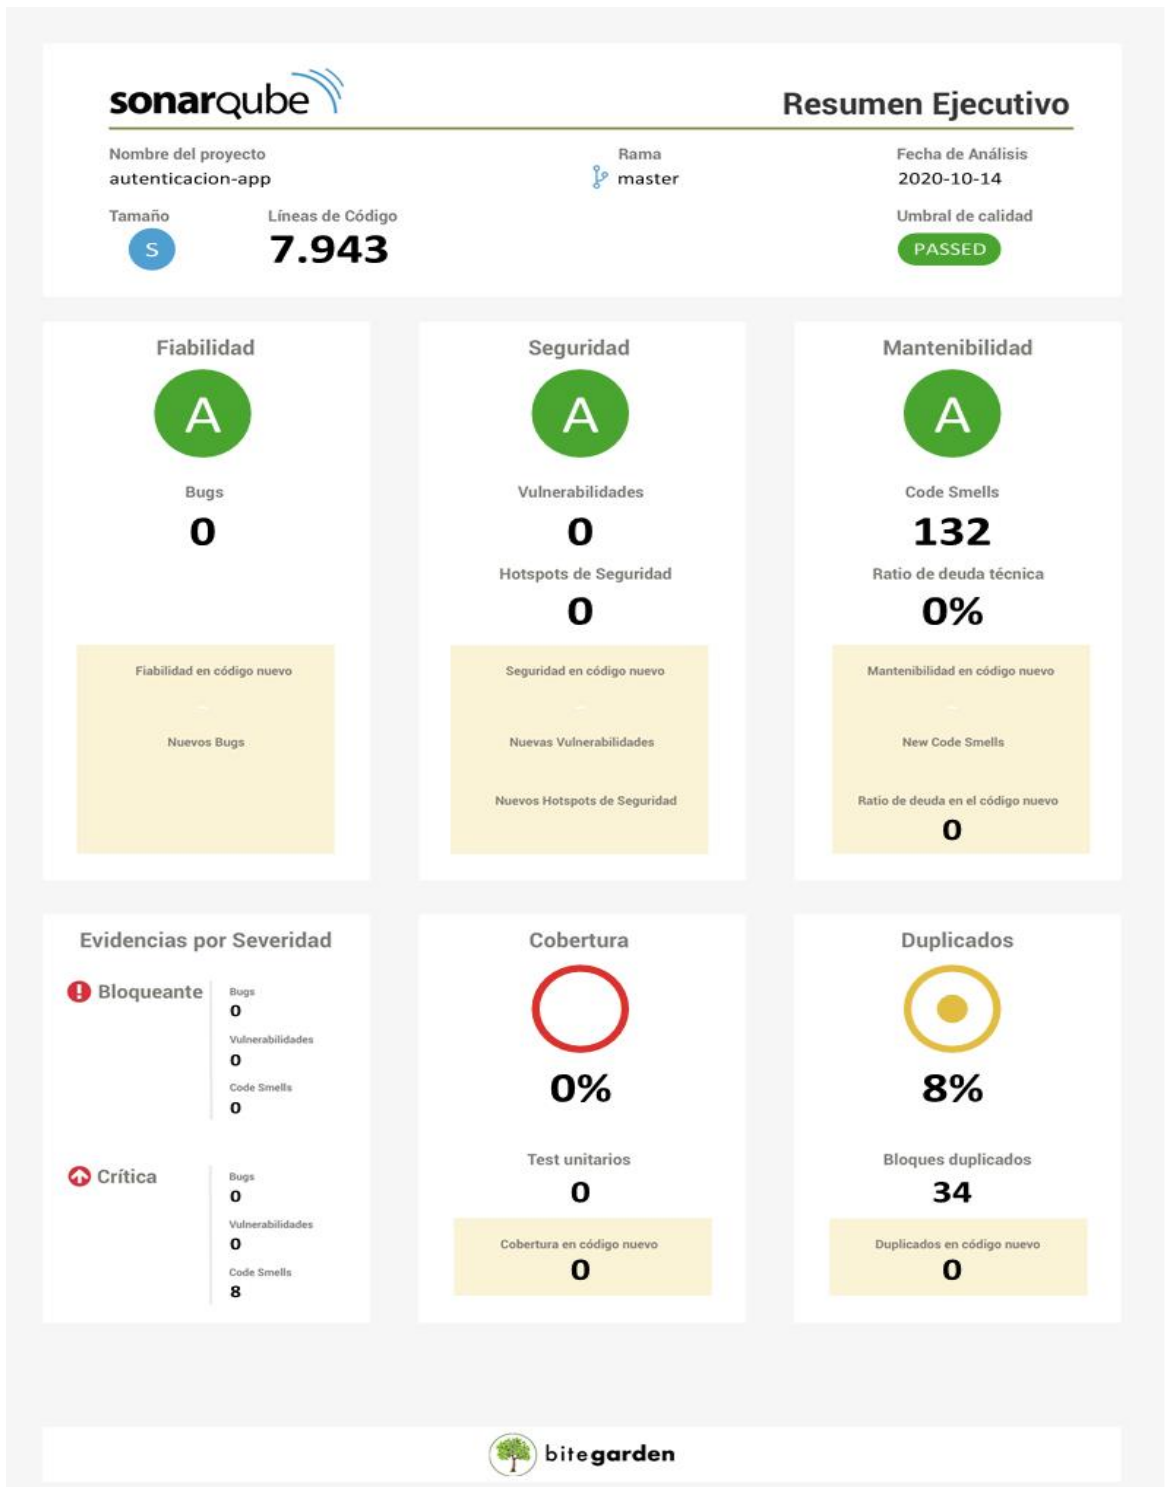 sonarqube
Resumen Ejecutivo
Nombre del proyecto
autenticacion-app
Rama
master
Fecha de Análisis
2020-10-14
Tamaño
S
Líneas de Código
7.943
Umbral de calidad
PASSED
Fiabilidad
A
Bugs
0
Fiabilidad en código nuevo
Nuevos Bugs
Seguridad
A
Vulnerabilidades
0
Hotspots de Seguridad
0
Seguridad en código nuevo
Nuevas Vulnerabilidades
Nuevos Hotspots de Seguridad
Mantenibilidad
A
Code Smells
132
Ratio de deuda técnica
0%
Mantenibilidad en código nuevo
New Code Smells
Ratio de deuda en el código nuevo
0
Evidencias por Severidad
Bloqueante
Bugs
0
Vulnerabilidades
0
Code Smells
0
Crítica
Bugs
0
Vulnerabilidades
0
Code Smells
8
Cobertura
0%
Test unitarios
0
Cobertura en código nuevo
0
Duplicados
8%
Bloques duplicados
34
Duplicados en código nuevo
0
bitegarden